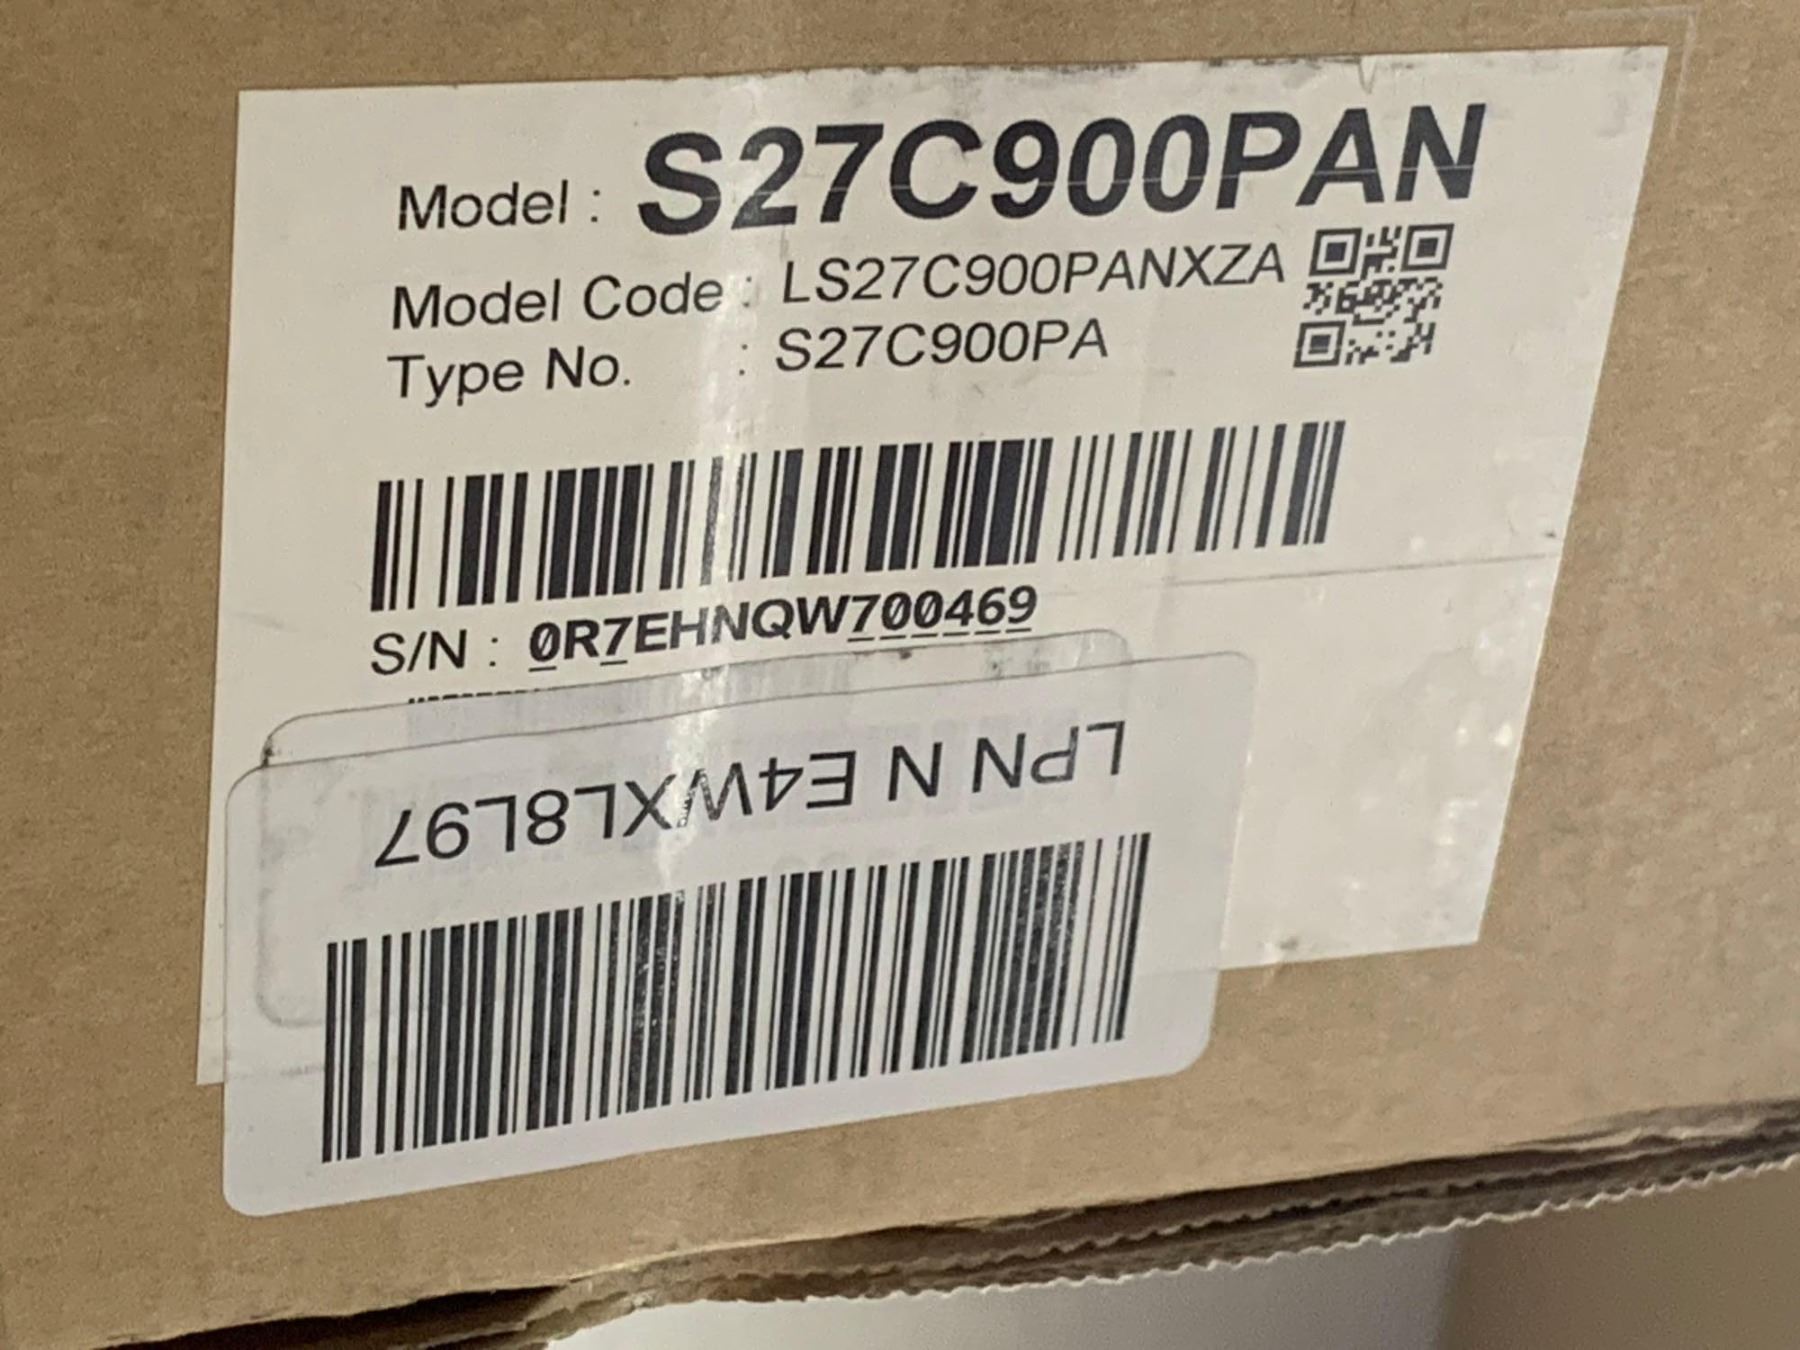 Model : S27C900PAN
Model Code : LS27C900PANXZA
Type No. : S27C900PA
S/N : 0R7EHNQW700469
LPN N E4WXL8L97